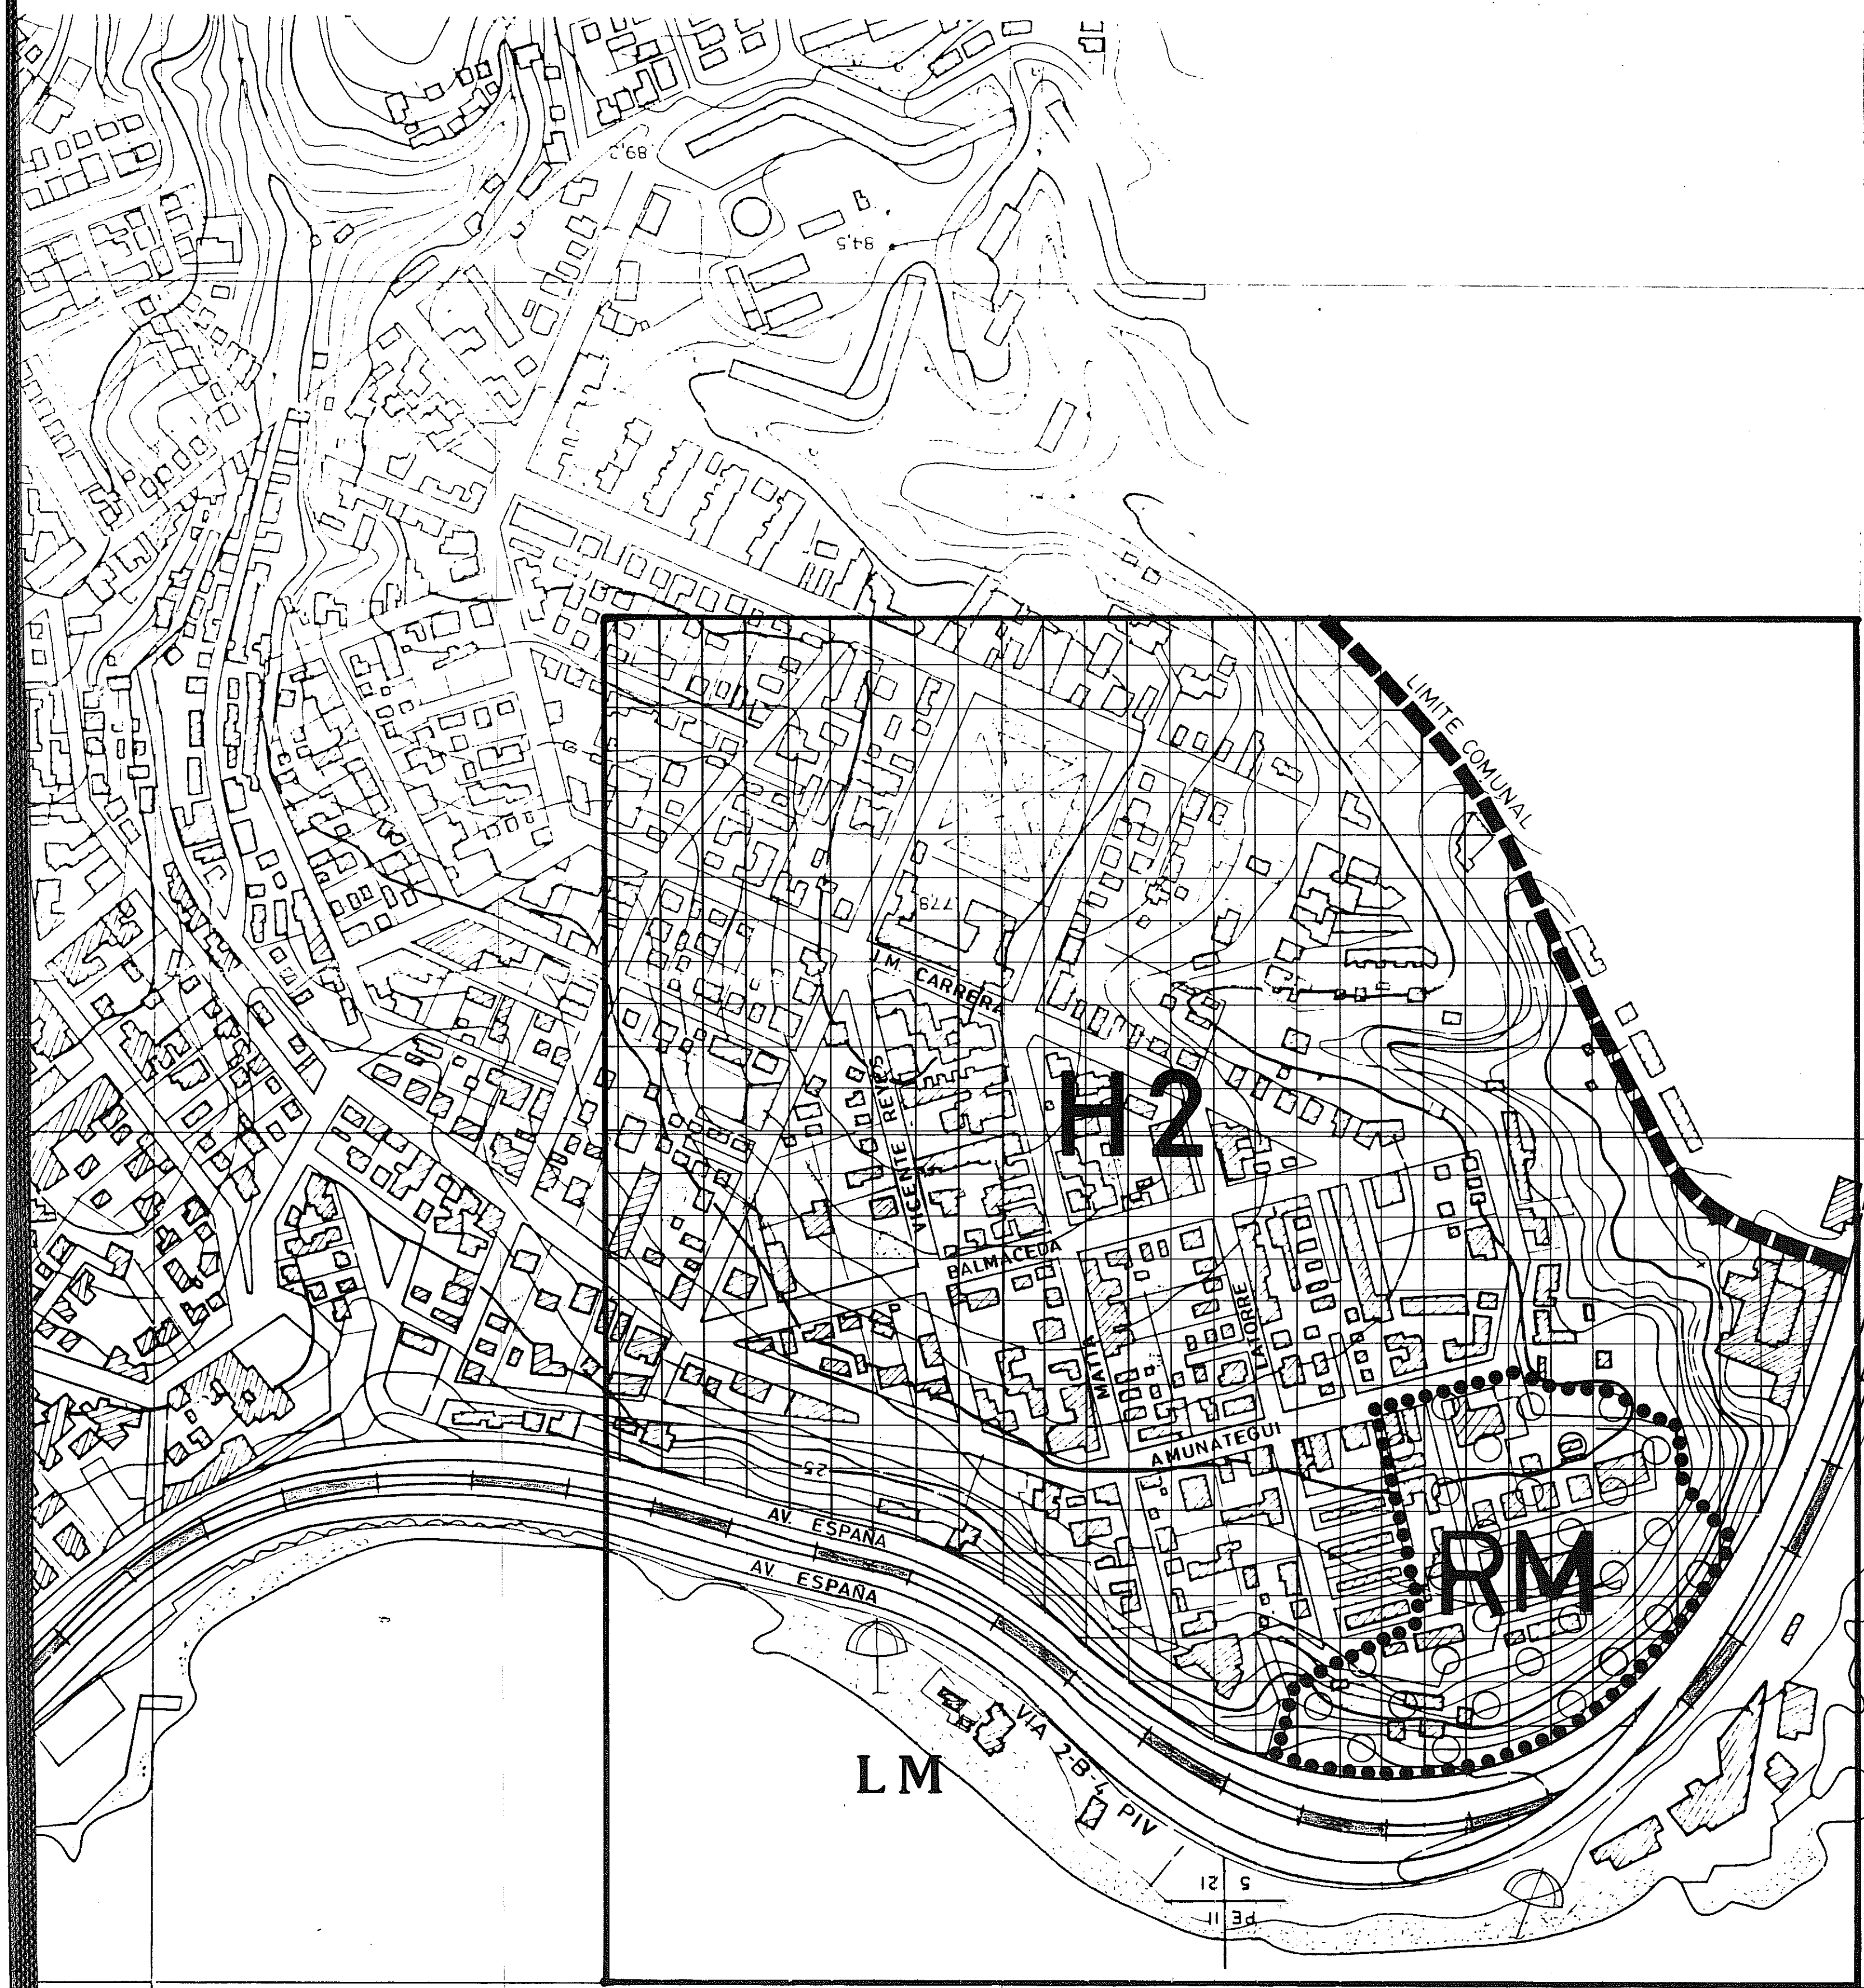 89,2
84,5
LIMITE COMUNAL
77,8
J.M. CARRERA
H2
VICENTE REYES
BALMACEDA
LATORRE
MATTA
AMUNATEGUI
25
AV. ESPAÑA
AV. ESPAÑA
RM
VIA 2-B-4 PIV
LM
S 21
PE 11